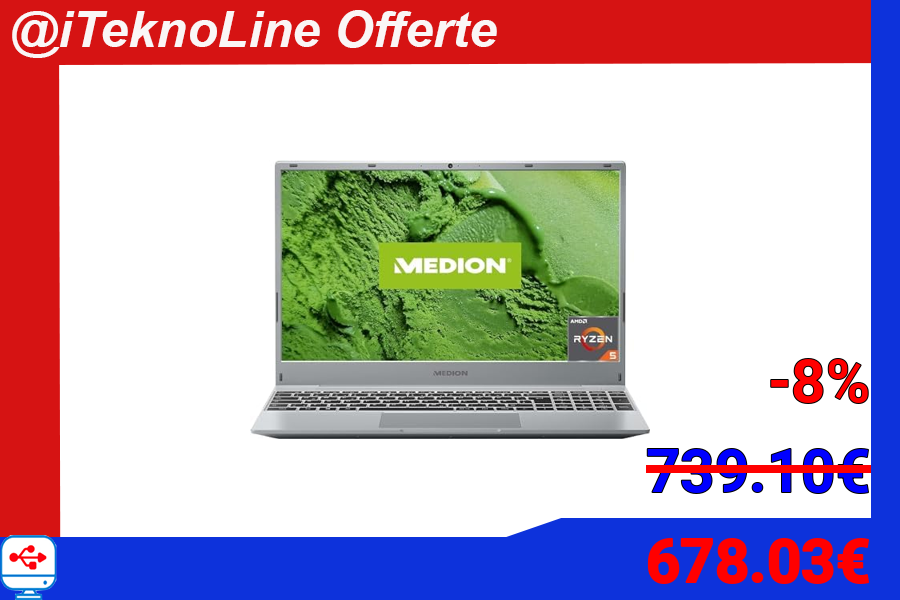 @iTeknoLine Offerte
MEDION
AMD
RYZEN
5
MEDION
-8%
739.10€
678.03€